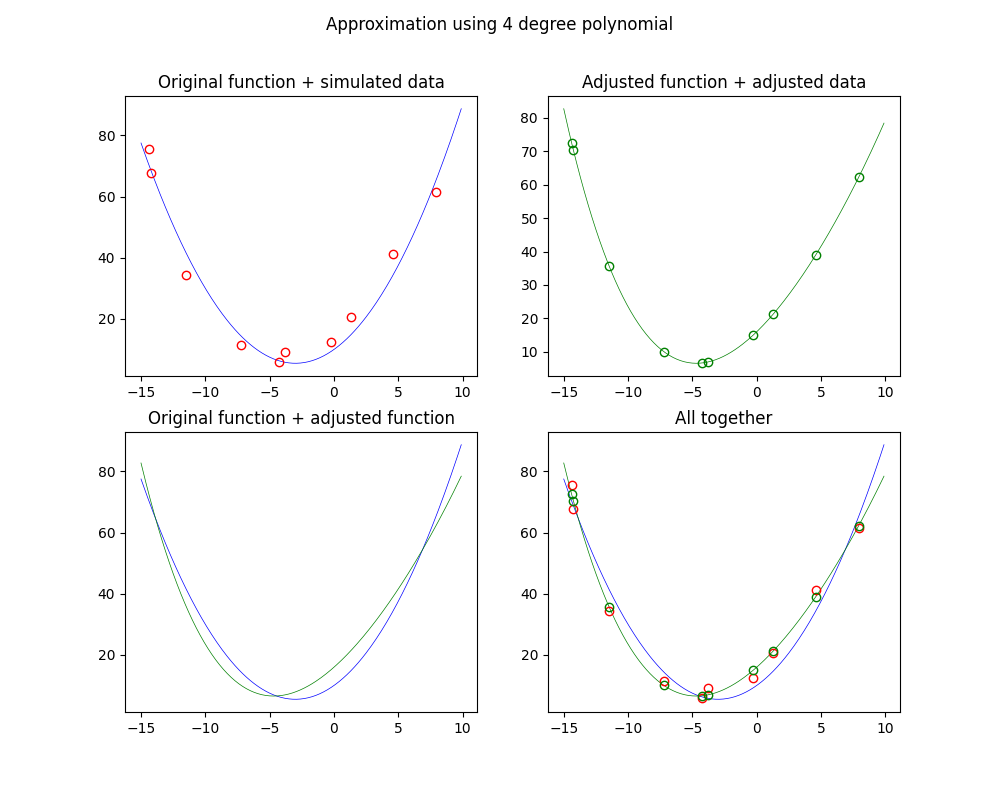 Approximation using 4 degree polynomial
Original function + simulated data
80
60
40
20
−15 −10 −5 0 5 10
Adjusted function + adjusted data
80
70
60
50
40
30
20
10
−15 −10 −5 0 5 10
Original function + adjusted function
80
60
40
20
−15 −10 −5 0 5 10
All together
80
60
40
20
−15 −10 −5 0 5 10